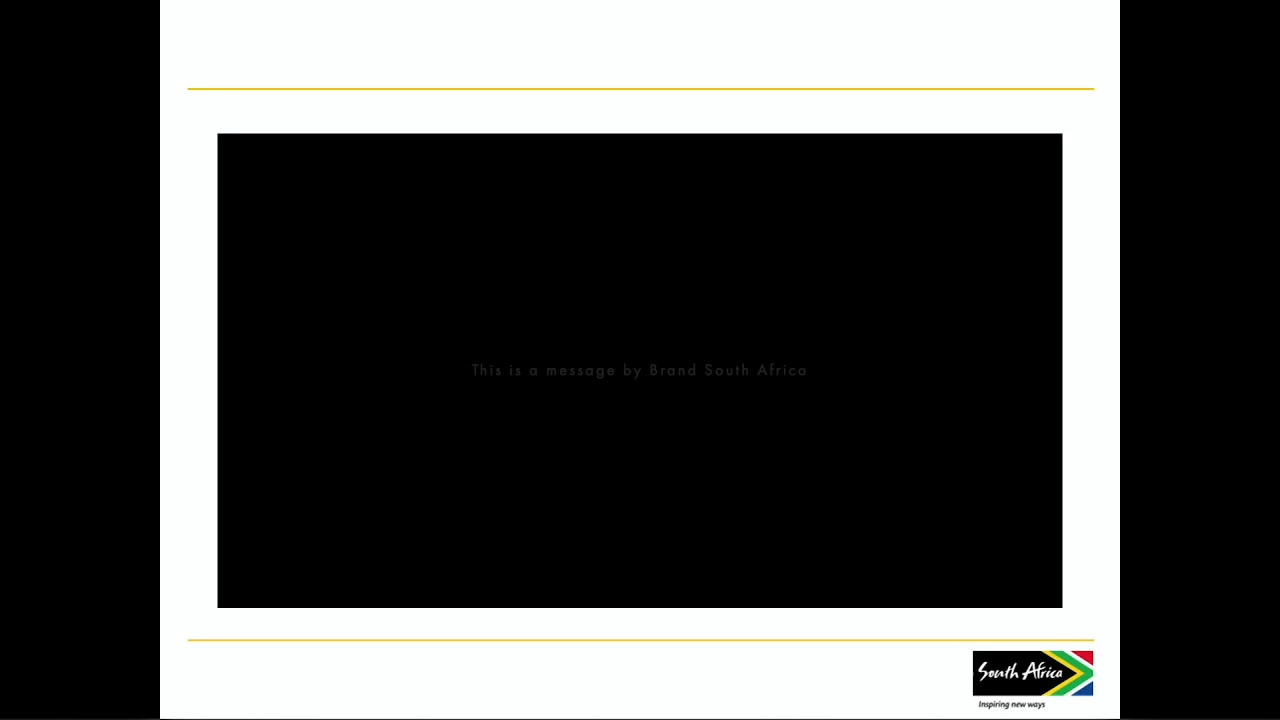 This is a message by Brand South Africa
South Africa
Inspiring new ways